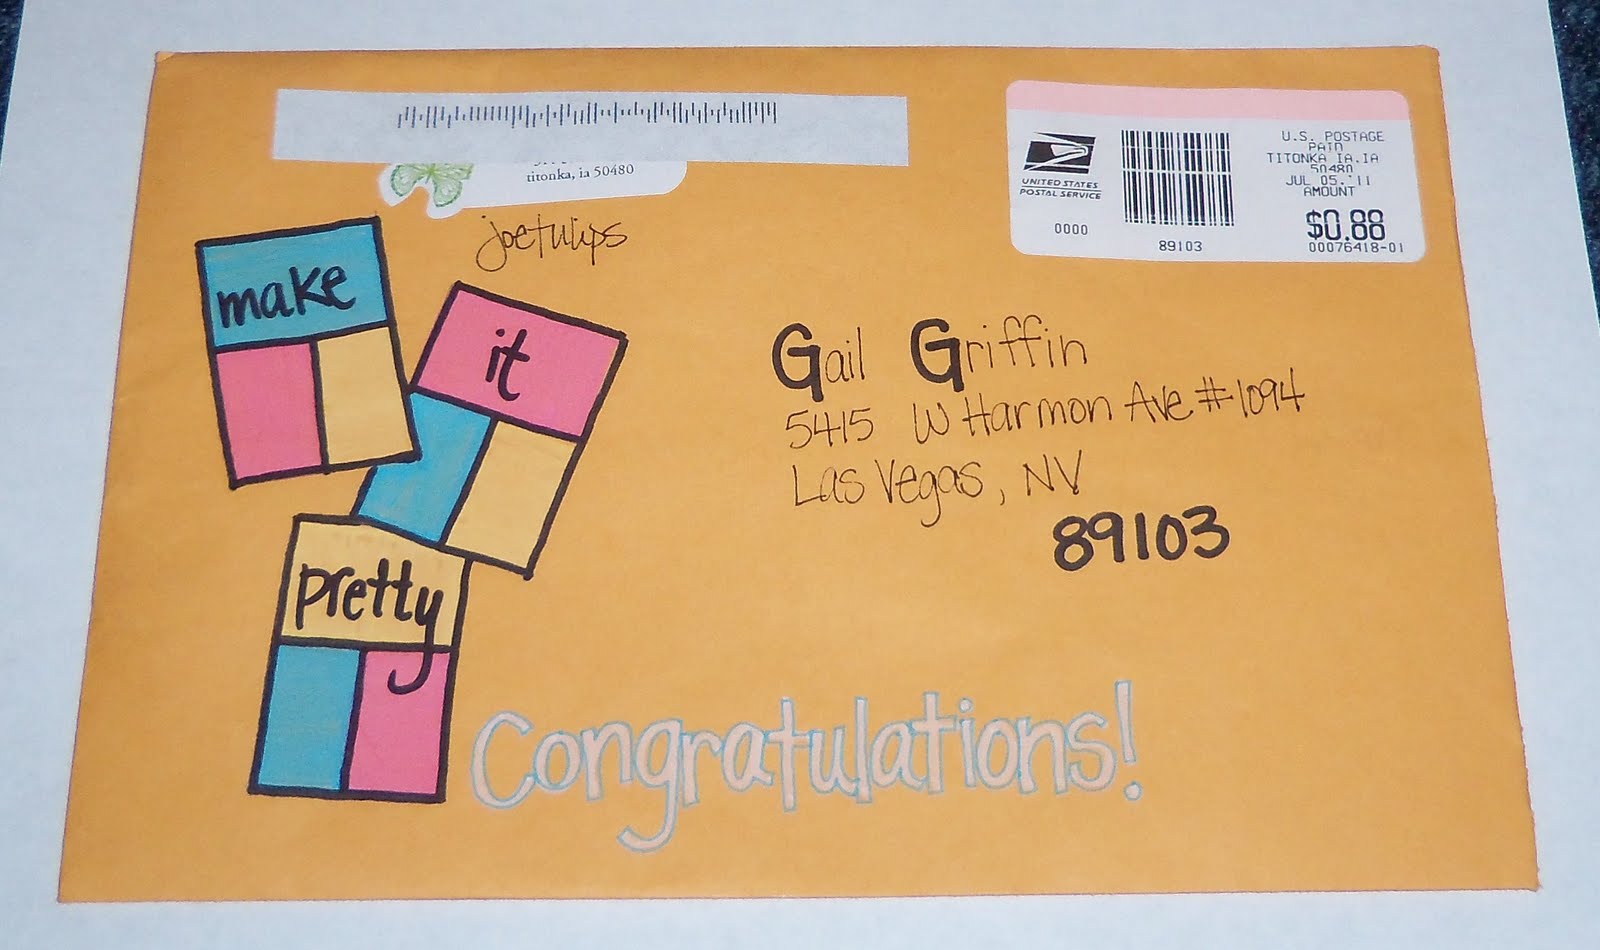 titonka, ia 50480
joetulips
make
it
pretty
UNITED STATES
POSTAL SERVICE
0000
89103
U.S. POSTAGE
PAID
TITONKA IA.IA
50480
JUL 05.'11
AMOUNT
$0.88
00076418-01
Gail Griffin
5415 W Harmon Ave #1094
Las Vegas, NV
89103
Congratulations!